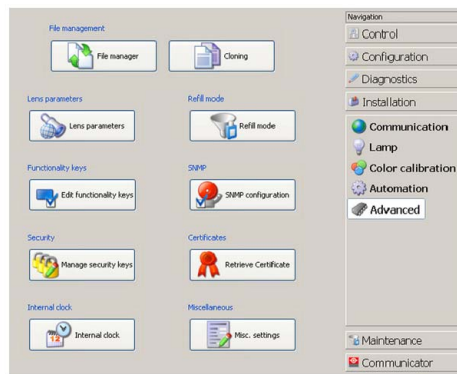 File management
File manager
Cloning
Lens parameters
Refill mode
Lens parameters
Refill mode
Functionality keys
SNMP
Edit functionality keys
SNMP configuration
Security
Certificates
Manage security keys
Retrieve Certificate
Internal clock
Miscellaneous
12
Internal clock
Misc. settings
Navigation
Control
Configuration
Diagnostics
Installation
Communication
Lamp
Color calibration
Automation
Advanced
Maintenance
Communicator